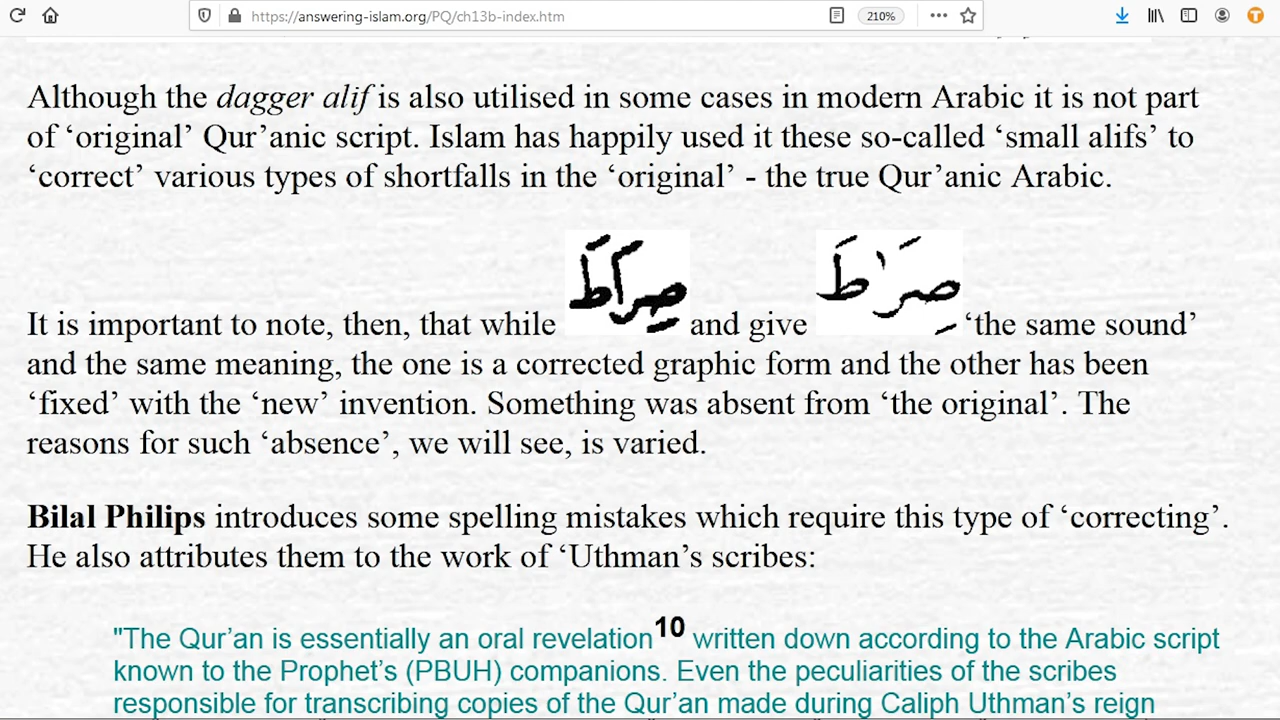 https://answering-islam.org/PQ/ch13b-index.htm 210%
Although the dagger alif is also utilised in some cases in modern Arabic it is not part
of ‘original’ Qur’anic script. Islam has happily used it these so-called ‘small alifs’ to
‘correct’ various types of shortfalls in the ‘original’ - the true Qur’anic Arabic.
It is important to note, then, that while صِرَاطَ and give صِرَٰطَ ‘the same sound’
and the same meaning, the one is a corrected graphic form and the other has been
‘fixed’ with the ‘new’ invention. Something was absent from ‘the original’. The
reasons for such ‘absence’, we will see, is varied.
Bilal Philips introduces some spelling mistakes which require this type of ‘correcting’.
He also attributes them to the work of ‘Uthman’s scribes:
"The Qur’an is essentially an oral revelation10 written down according to the Arabic script
known to the Prophet’s (PBUH) companions. Even the peculiarities of the scribes
responsible for transcribing copies of the Qur’an made during Caliph Uthman’s reign